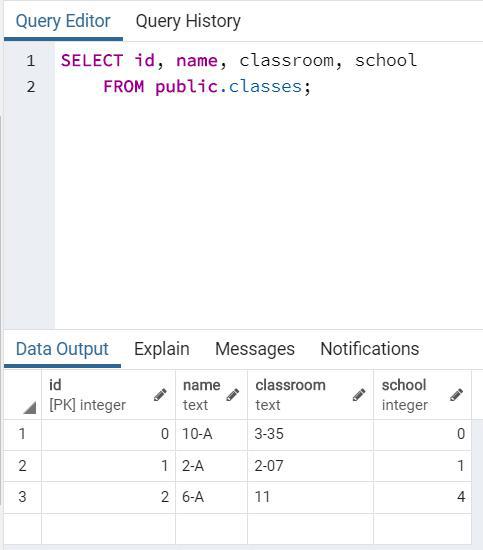 Query Editor Query History
1 SELECT id, name, classroom, school
2 FROM public.classes;
Data Output Explain Messages Notifications
id name classroom school
[PK] integer text text integer
1 0 10-A 3-35 0
2 1 2-A 2-07 1
3 2 6-A 11 4